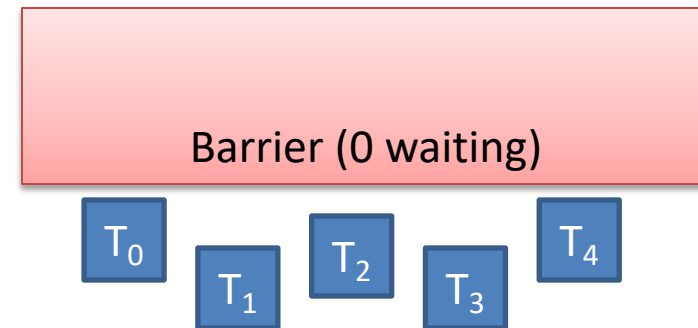 Barrier (0 waiting)
T₀
T₁
T₂
T₃
T₄